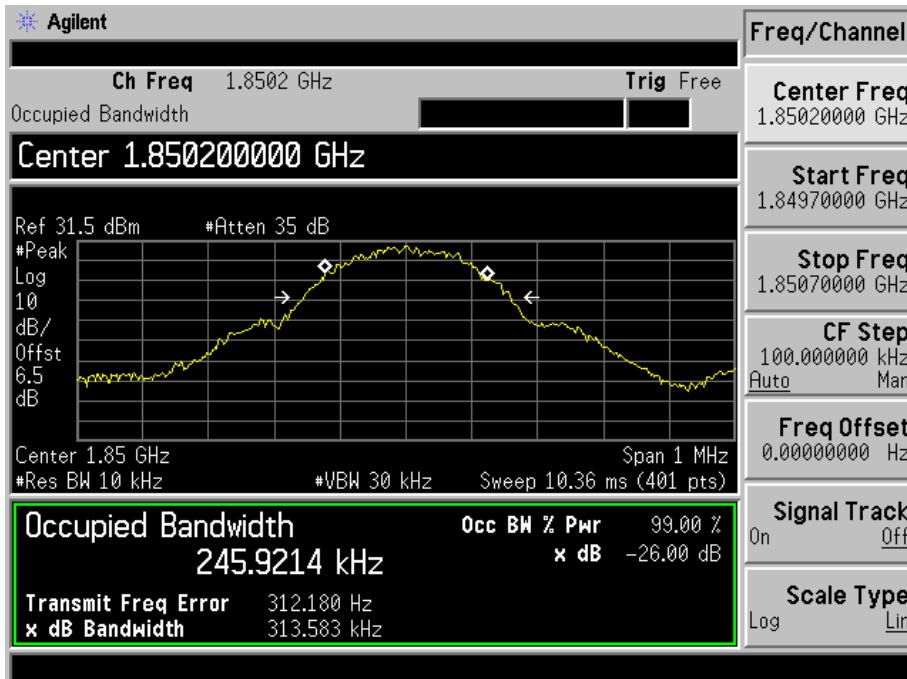 Agilent
Freq/Channel
Ch Freq 1.8502 GHz Trig Free
Occupied Bandwidth
Center 1.850200000 GHz
Ref 31.5 dBm #Atten 35 dB
#Peak
Log
10
dB/
Offst
6.5
dB
Center 1.85 GHz Span 1 MHz
#Res BW 10 kHz #VBW 30 kHz Sweep 10.36 ms (401 pts)
Occupied Bandwidth Occ BW % Pwr 99.00 %
245.9214 kHz x dB -26.00 dB
Transmit Freq Error 312.180 Hz
x dB Bandwidth 313.583 kHz
Center Freq
1.85020000 GHz
Start Freq
1.84970000 GHz
Stop Freq
1.85070000 GHz
CF Step
100.000000 kHz
Auto Man
Freq Offset
0.00000000 Hz
Signal Track
On Off
Scale Type
Log Lin